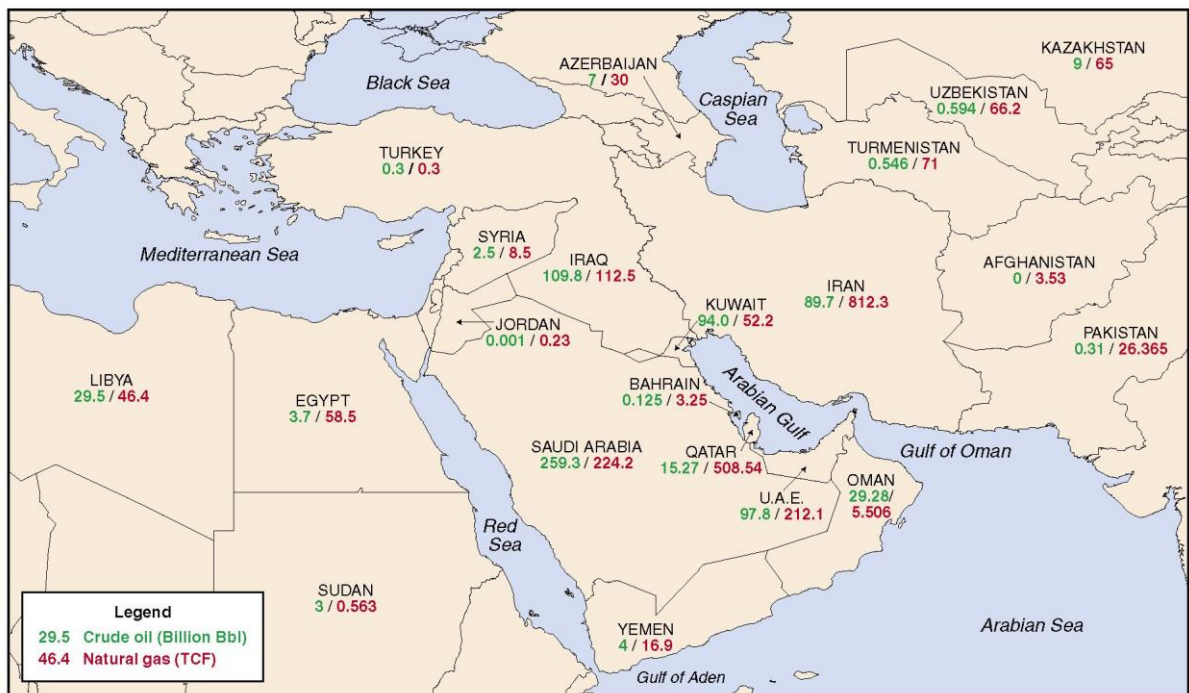 KAZAKHSTAN
9 / 65
AZERBAIJAN
7 / 30
Black Sea
Caspian
Sea
UZBEKISTAN
0.594 / 66.2
TURMENISTAN
0.546 / 71
TURKEY
0.3 / 0.3
Mediterranean Sea
SYRIA
2.5 / 8.5
IRAQ
109.8 / 112.5
AFGHANISTAN
0 / 3.53
IRAN
89.7 / 812.3
KUWAIT
94.0 / 52.2
JORDAN
0.001 / 0.23
PAKISTAN
0.31 / 26.365
LIBYA
29.5 / 46.4
EGYPT
3.7 / 58.5
BAHRAIN
0.125 / 3.25
Arabian Gulf
SAUDI ARABIA
259.3 / 224.2
QATAR
15.27 / 508.54
Gulf of Oman
U.A.E.
97.8 / 212.1
OMAN
29.28/
5.506
Red
Sea
SUDAN
3 / 0.563
YEMEN
4 / 16.9
Arabian Sea
Gulf of Aden
Legend
29.5 Crude oil (Billion Bbl)
46.4 Natural gas (TCF)